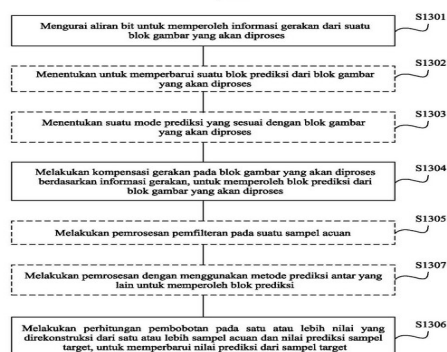 Mengurai aliran bit untuk memperoleh informasi gerakan dari suatu
blok gambar yang akan diproses
S1301
Menentukan untuk memperbarui suatu blok prediksi dari blok gambar
yang akan diproses
S1302
Menentukan suatu mode prediksi yang sesuai dengan blok gambar
yang akan diproses
S1303
Melakukan kompensasi gerakan pada blok gambar yang akan diproses
berdasarkan informasi gerakan, untuk memperoleh blok prediksi dari
blok gambar yang akan diproses
S1304
Melakukan pemrosesan pemfilteran pada suatu sampel acuan
S1305
Melakukan pemrosesan dengan menggunakan metode prediksi antar yang
lain untuk memperoleh blok prediksi
S1307
Melakukan perhitungan pembobotan pada satu atau lebih nilai yang
direkonstruksi dari satu atau lebih sampel acuan dan nilai prediksi sampel
target, untuk memperbarui nilai prediksi dari sampel target
S1306